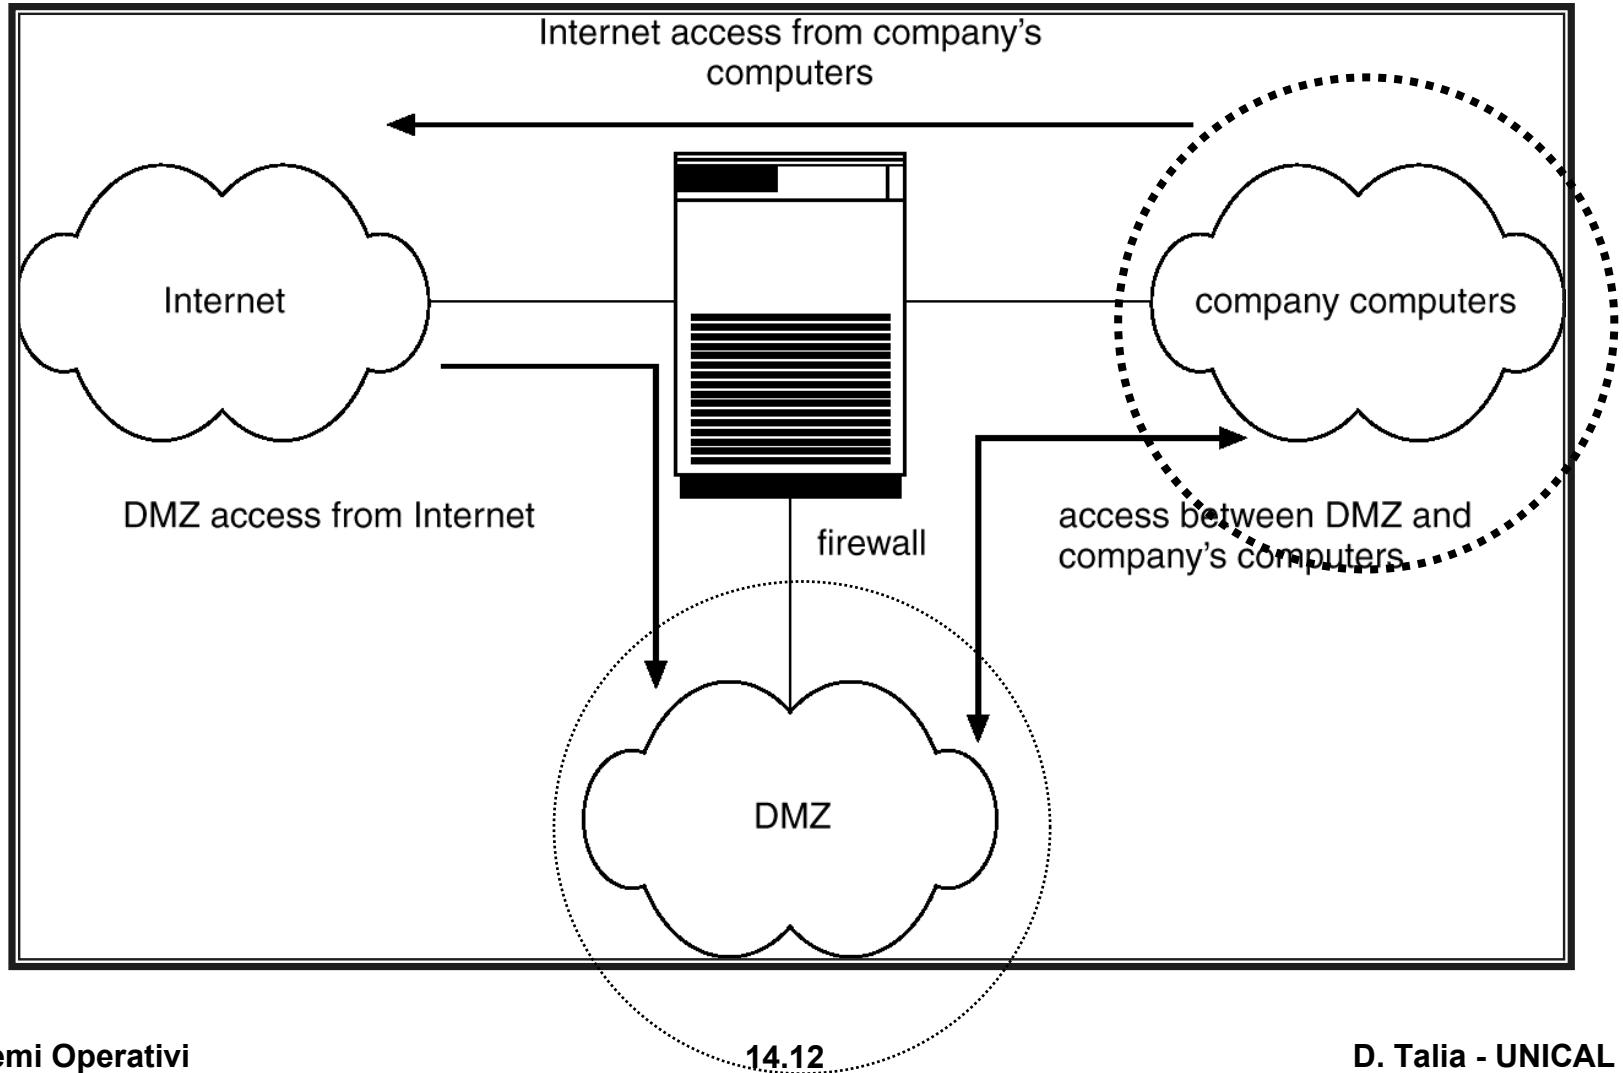 Internet access from company's
computers
Internet
company computers
DMZ access from Internet
firewall
access between DMZ and
company's computers
DMZ
emi Operativi
14.12
D. Talia - UNICAL